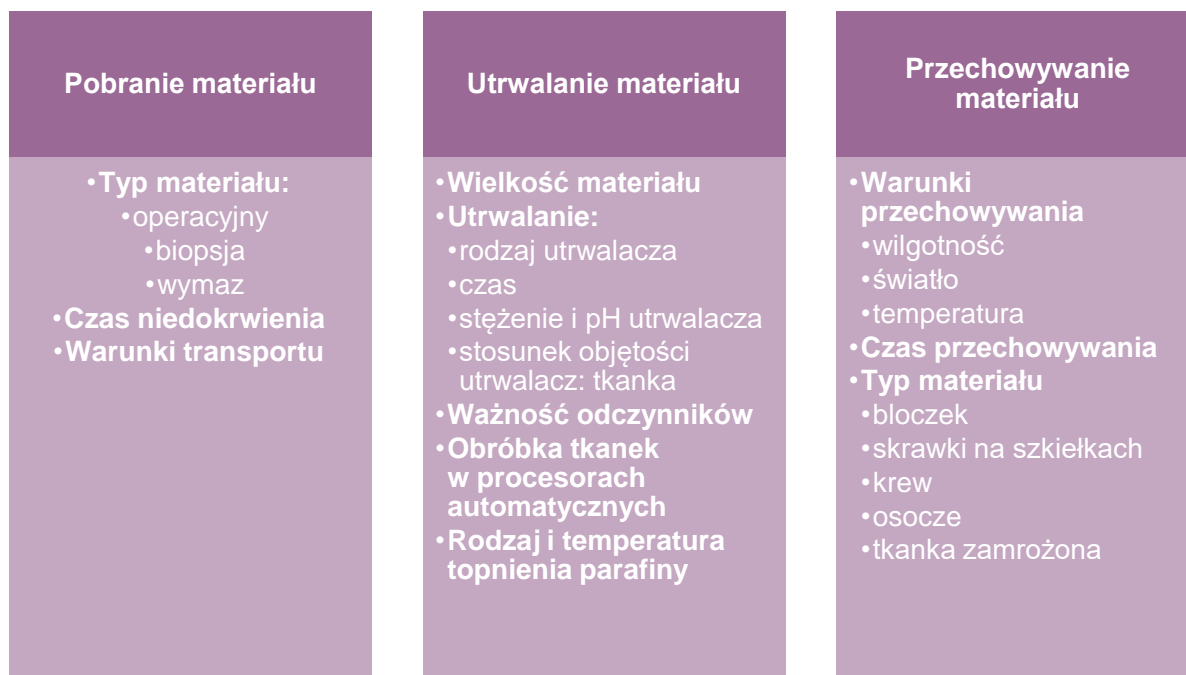 Pobranie materiału
•Typ materiału:
•operacyjny
•biopsja
•wymaz
•Czas niedokrwienia
•Warunki transportu
Utrwalanie materiału
•Wielkość materiału
•Utrwalanie:
•rodzaj utrwalacza
•czas
•stężenie i pH utrwalacza
•stosunek objętości
utrwalacz: tkanka
•Ważność odczynników
•Obróbka tkanek
w procesorach
automatycznych
•Rodzaj i temperatura
topnienia parafiny
Przechowywanie
materiału
•Warunki
przechowywania
•wilgotność
•światło
•temperatura
•Czas przechowywania
•Typ materiału
•bloczek
•skrawki na szkiełkach
•krew
•osocze
•tkanka zamrożona